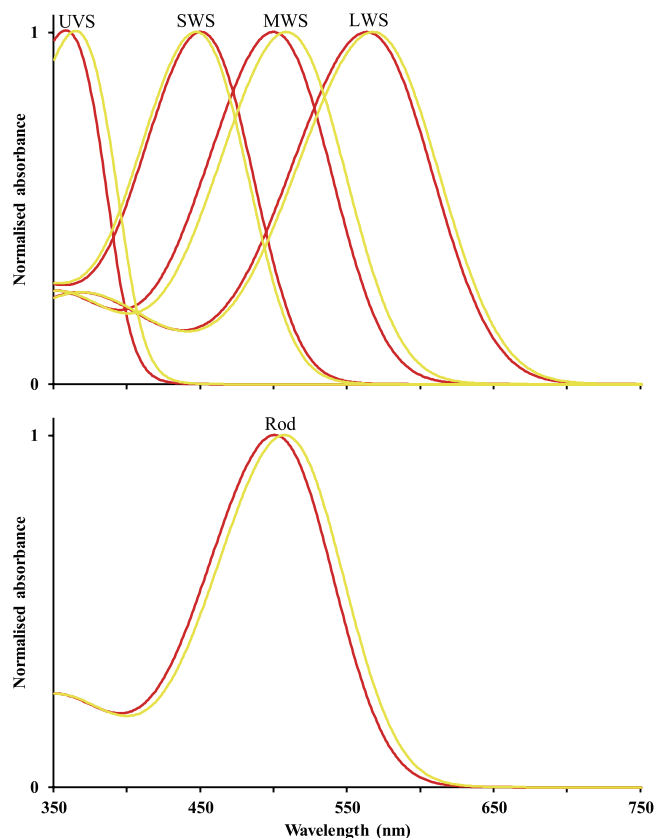 UVS SWS MWS LWS
1
Normalised absorbance
0
Rod
1
Normalised absorbance
0
350 450 550 650 750
Wavelength (nm)